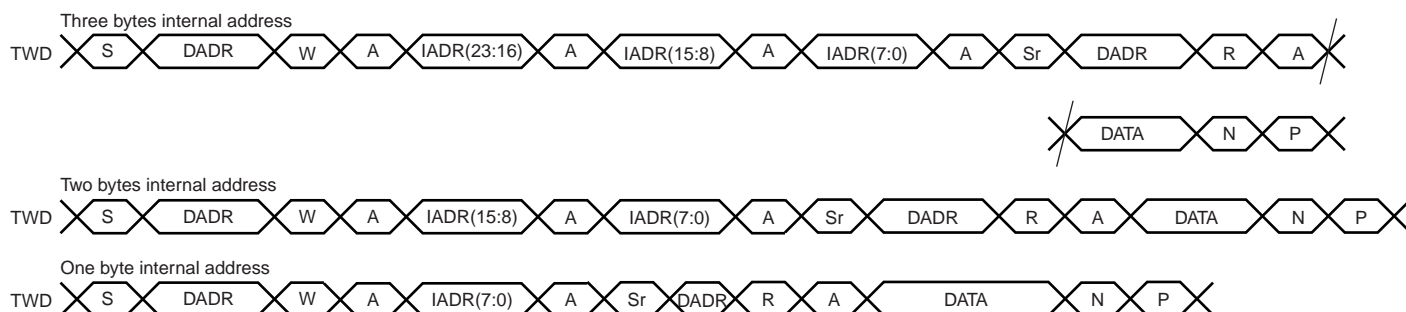 Three bytes internal address
TWD S DADR W A IADR(23:16) A IADR(15:8) A IADR(7:0) A Sr DADR R A
DATA N P
Two bytes internal address
TWD S DADR W A IADR(15:8) A IADR(7:0) A Sr DADR R A DATA N P
One byte internal address
TWD S DADR W A IADR(7:0) A Sr DADR R A DATA N P